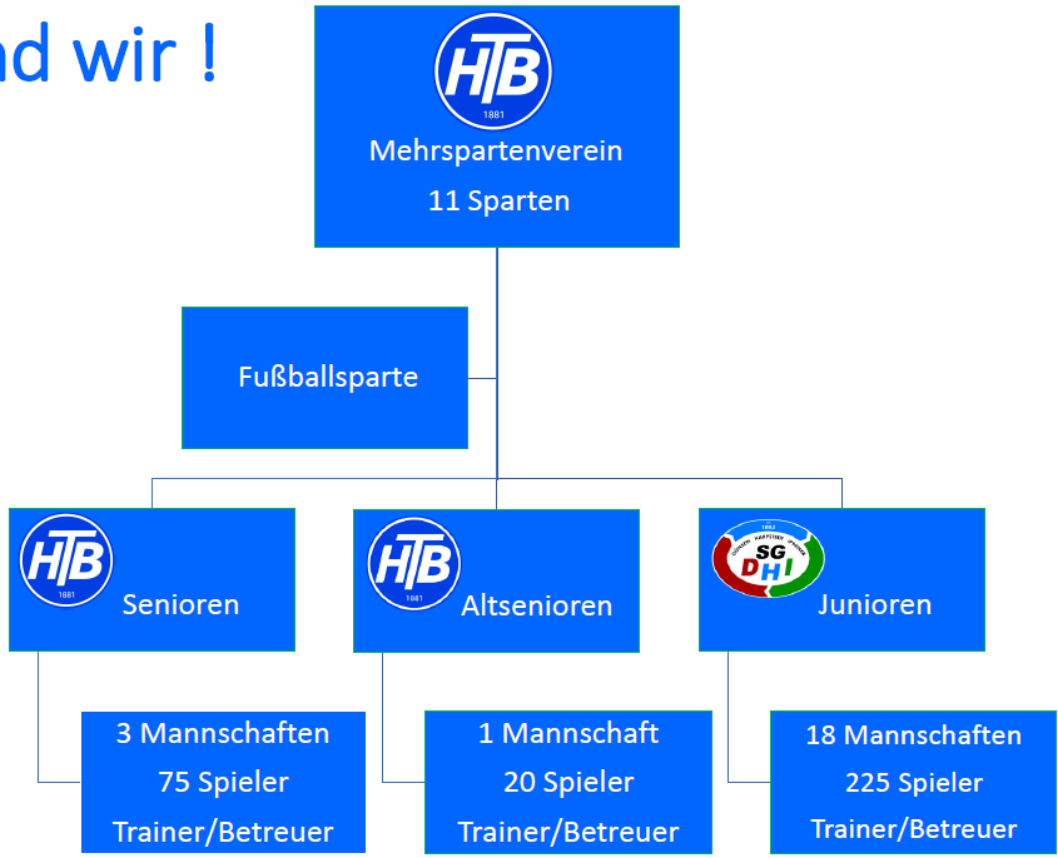 nd wir !
HTB
1881
Mehrspartenverein
11 Sparten
Fußballsparte
HTB
1881
Senioren
HTB
1881
Altsenioren
SG
DHI
Junioren
3 Mannschaften
75 Spieler
Trainer/Betreuer
1 Mannschaft
20 Spieler
Trainer/Betreuer
18 Mannschaften
225 Spieler
Trainer/Betreuer